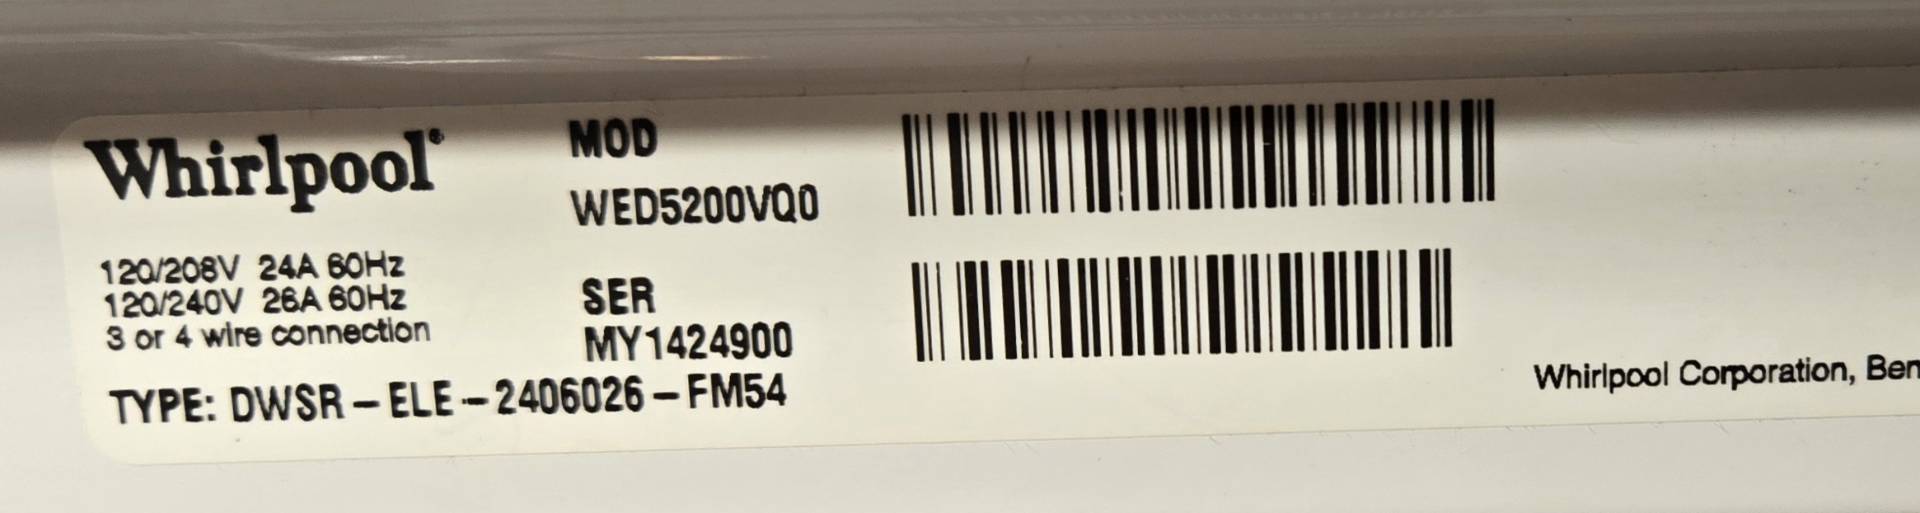 Whirlpool®
120/208V 24A 60Hz
120/240V 26A 60Hz
3 or 4 wire connection
MOD
WED5200VQ0
SER
MY1424900
TYPE: DWSR-ELE-2406026-FM54
Whirlpool Corporation, Ben